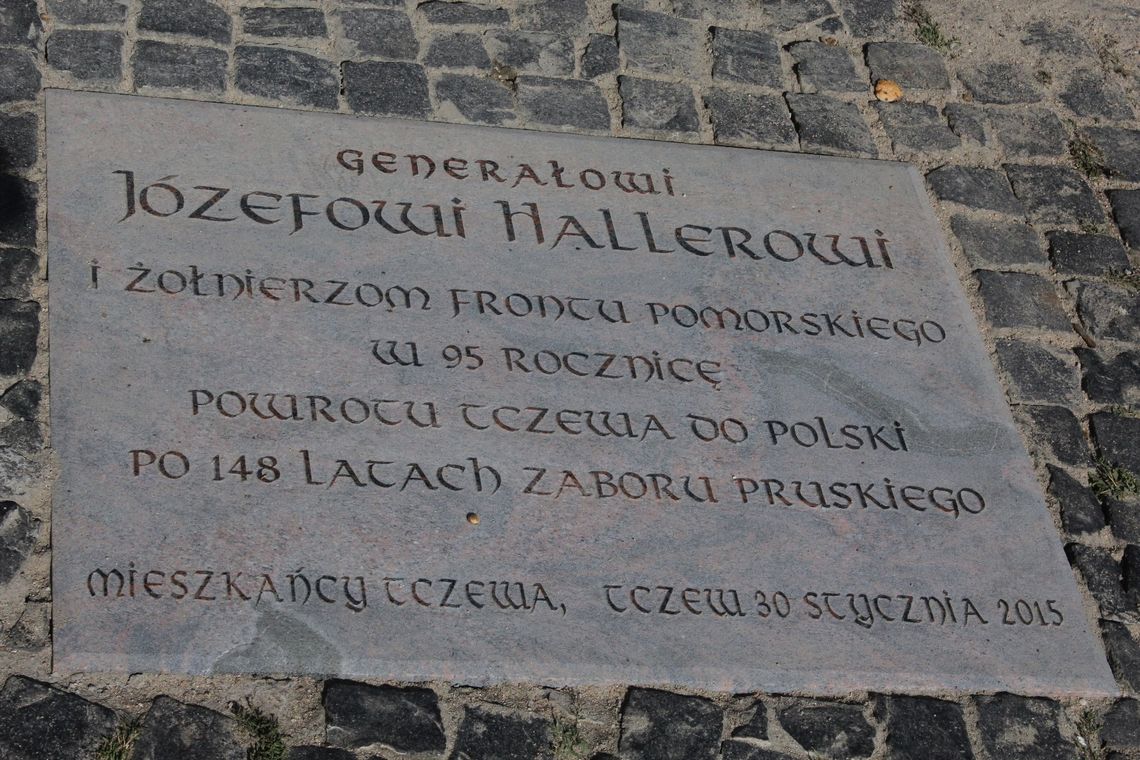 Generałowi
Józefowi Hallerowi
i żołnierzom Frontu Pomorskiego
w 95 rocznicę
powrotu Tczewa do Polski
po 148 latach zaboru pruskiego
Mieszkańcy Tczewa, Tczew 30 stycznia 2015